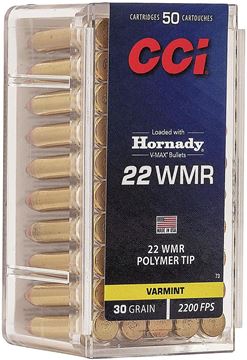 CARTRIDGES 50 CARTOUCHES
CCI
Loaded with
Hornady
V-MAX® Bullets
22 WMR
MADE IN USA
22 WMR
POLYMER TIP
73
VARMINT
30 GRAIN 2200 FPS